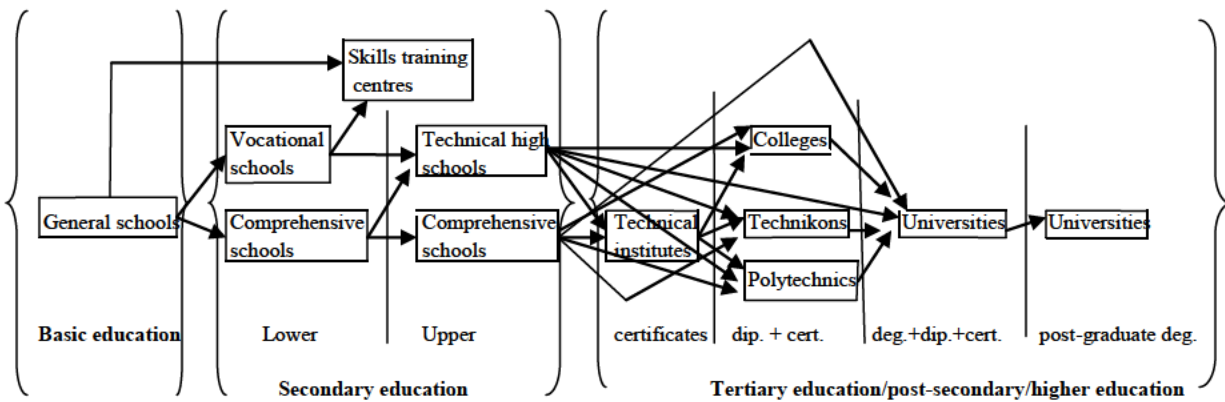 Skills training
centres
Vocational
schools
Technical high
schools
Colleges
General schools
Comprehensive
schools
Comprehensive
schools
Technical
institutes
Technikons
Universities
Universities
Polytechnics
Basic education
Lower
Upper
certificates
dip. + cert.
deg.+dip.+cert.
post-graduate deg.
Secondary education
Tertiary education/post-secondary/higher education